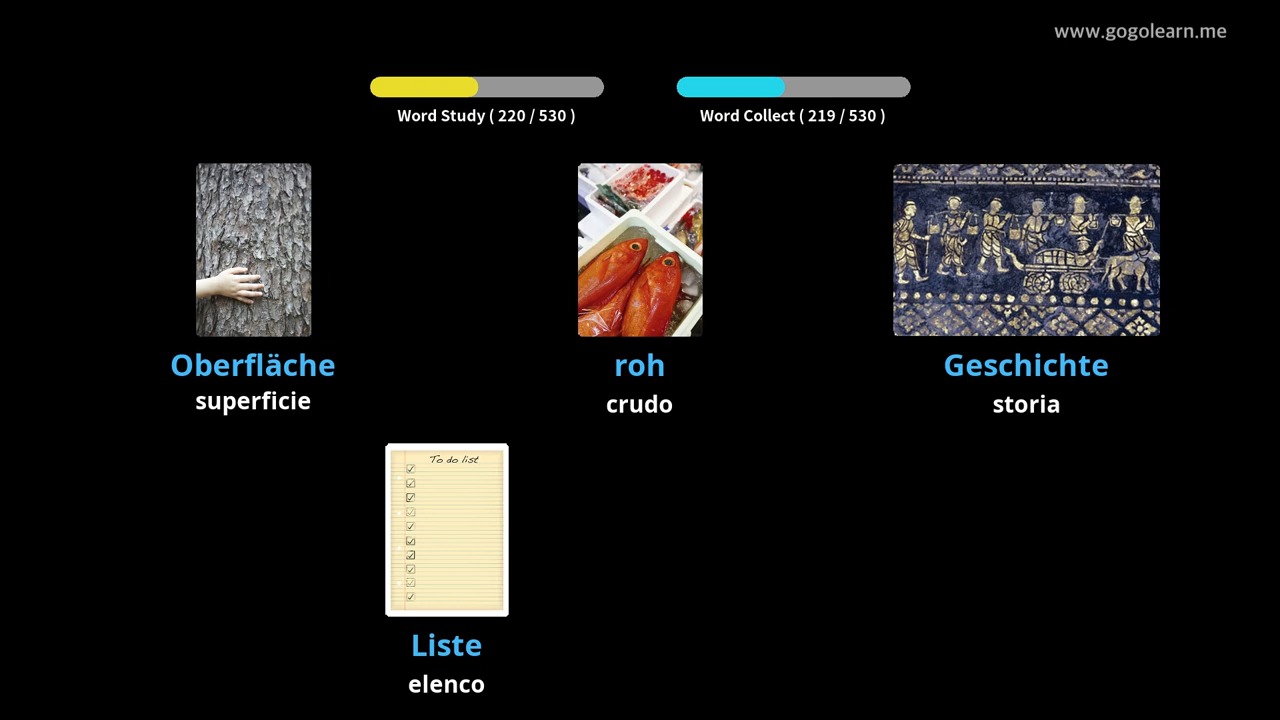 www.gogolearn.me
Word Study ( 220 / 530 )
Word Collect ( 219 / 530 )
Oberfläche
superficie
roh
crudo
Geschichte
storia
To do list
Liste
elenco